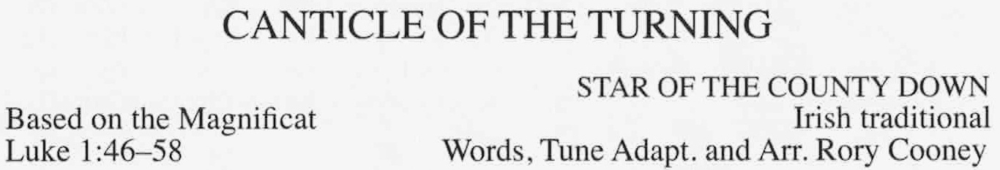 CANTICLE OF THE TURNING
STAR OF THE COUNTY DOWN
Based on the Magnificat Irish traditional
Luke 1:46–58 Words, Tune Adapt. and Arr. Rory Cooney